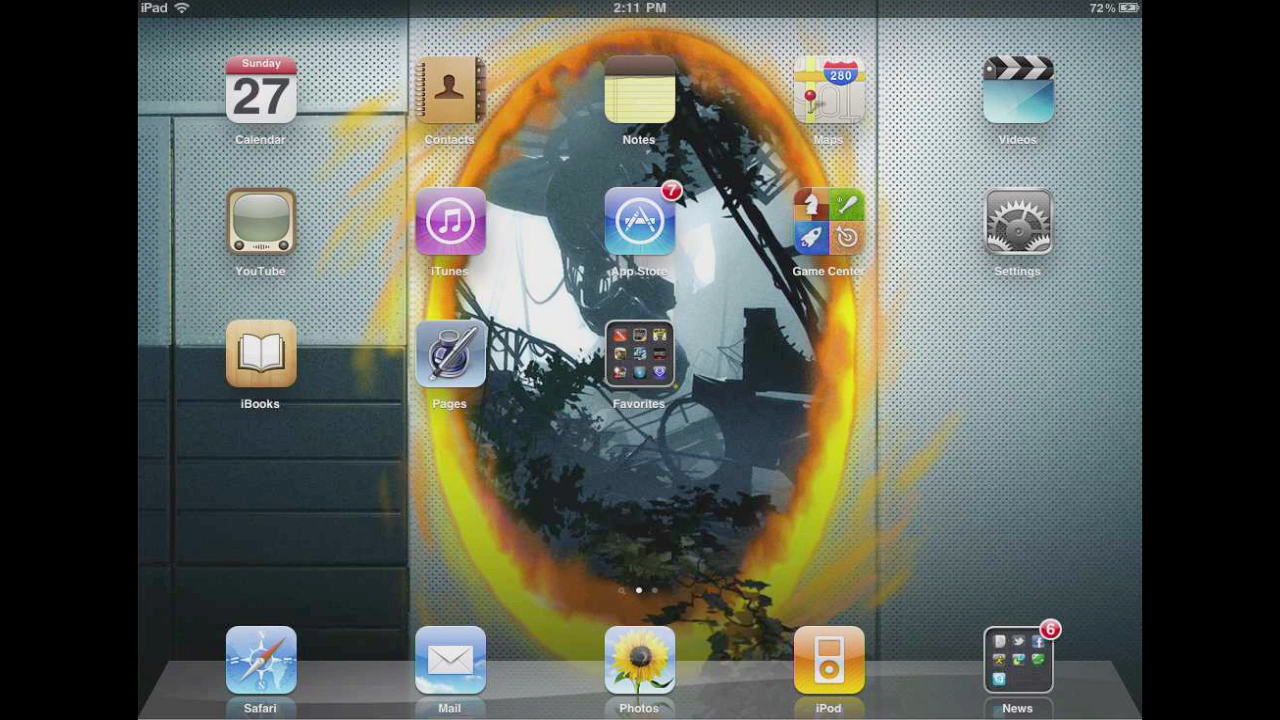 iPad 2:11 PM 72%
Sunday
27
280
Calendar Contacts Notes Maps Videos
7
YouTube iTunes App Store Game Center Settings
iBooks Pages Favorites
6
Safari Mail Photos iPod News